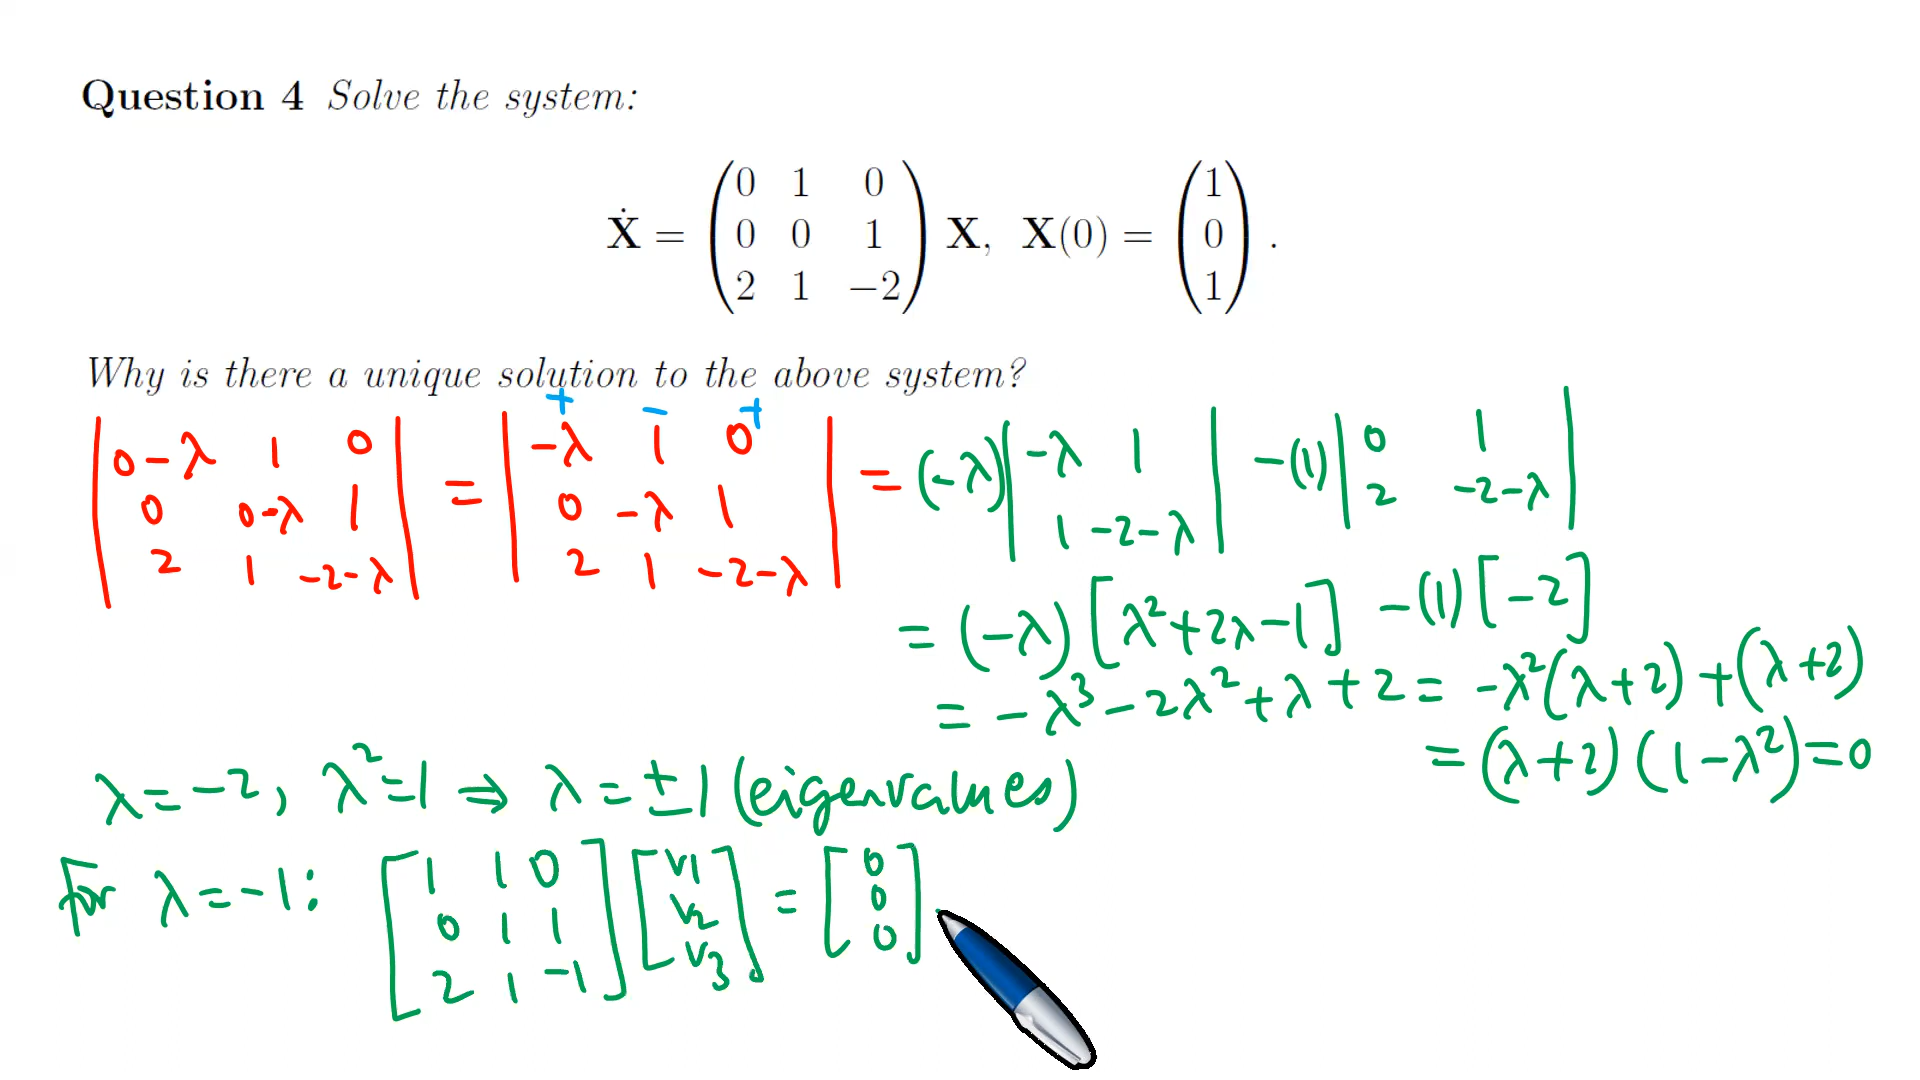 Question 4 Solve the system:
Ẋ = ( 0 1 0 ; 0 0 1 ; 2 1 −2 ) X, X(0) = ( 1 ; 0 ; 1 ) .
Why is there a unique solution to the above system?
+ − +
| 0−λ 1 0 ; 0 0−λ 1 ; 2 1 −2−λ | = | −λ 1 0 ; 0 −λ 1 ; 2 1 −2−λ | = (−λ) | −λ 1 ; 1 −2−λ | −(1) | 0 1 ; 2 −2−λ |
= (−λ) [λ²+2λ−1] −(1) [−2]
= −λ³−2λ²+λ+2 = −λ²(λ+2)+(λ+2)
= (λ+2)(1−λ²)=0
λ=−2, λ²=1 ⇒ λ=±1 (eigenvalues)
for λ=−1: [ 1 1 0 ; 0 1 1 ; 2 1 −1 ] [ v1 ; v2 ; v3 ] = [ 0 ; 0 ; 0 ]